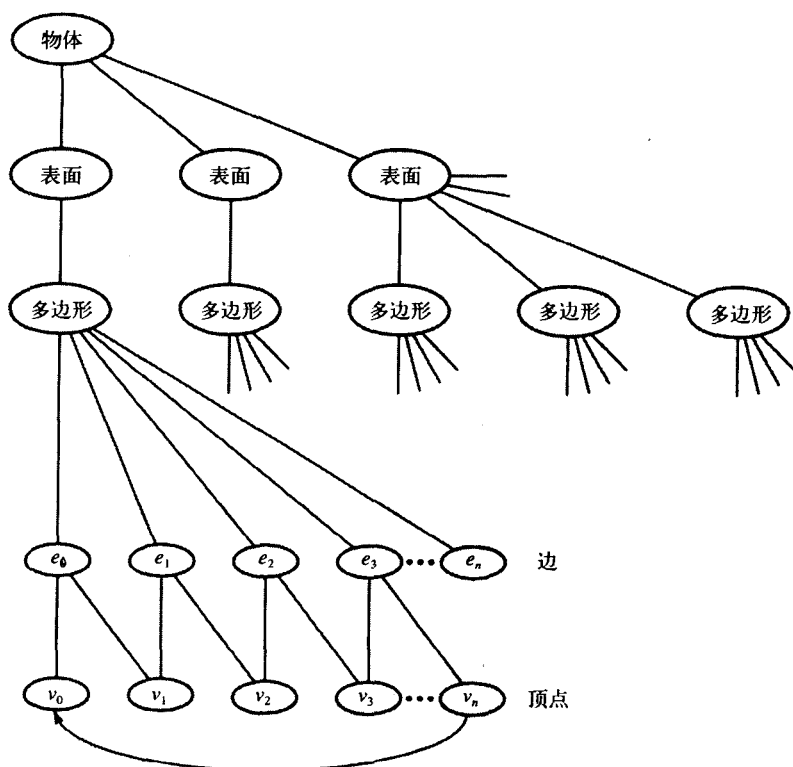 物体
表面 表面 表面
多边形 多边形 多边形 多边形 多边形
e₀ e₁ e₂ e₃ ••• eₙ 边
v₀ v₁ v₂ v₃ ••• vₙ 顶点